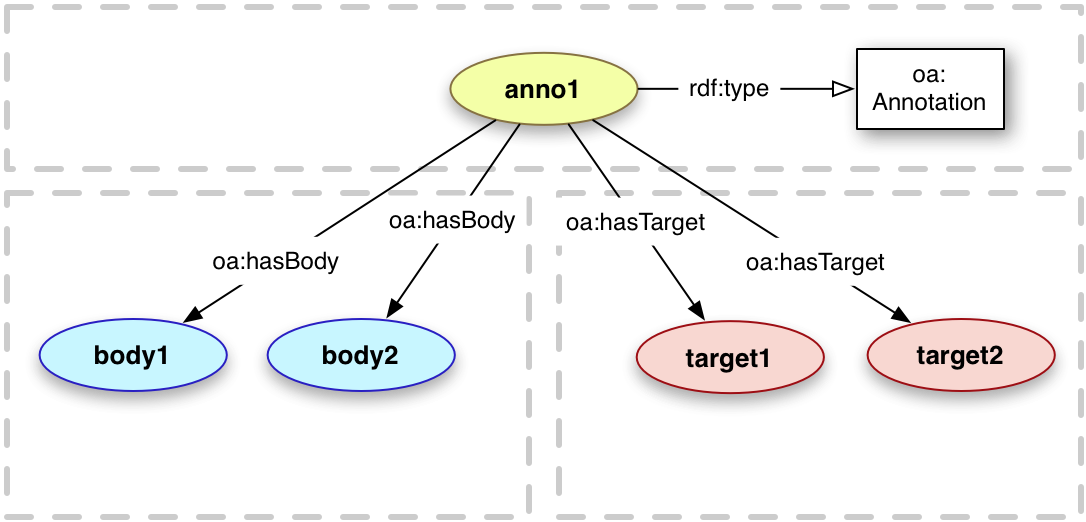 anno1
rdf:type
oa:
Annotation
oa:hasBody
oa:hasTarget
oa:hasBody
oa:hasTarget
body1
body2
target1
target2